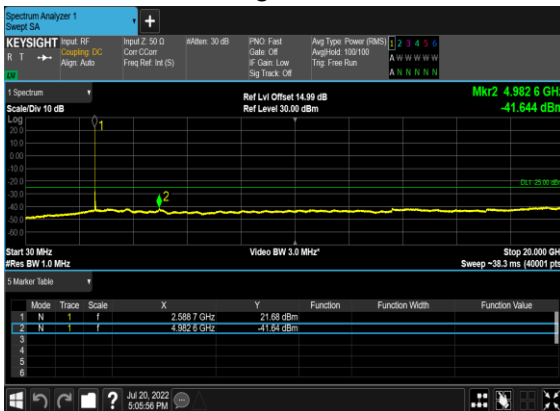 Spectrum Analyzer 1
Swept SA
KEYSIGHT
R T
LV
Input: RF
Coupling: DC
Align: Auto
Input Z: 50 Ω
Corr CCorr
Freq Ref: Int (S)
#Atten: 30 dB
PNO: Fast
Gate: Off
IF Gain: Low
Sig Track: Off
Avg Type: Power (RMS)
Avg|Hold: 100/100
Trig: Free Run
1 2 3 4 5 6
A W W W W W
A N N N N N
1 Spectrum
Scale/Div 10 dB
Ref Lvl Offset 14.99 dB
Ref Level 30.00 dBm
Mkr2 4.982 6 GHz
-41.644 dBm
Log
20.0
10.0
0.00
-10.0
-20.0
-30.0
-40.0
-50.0
-60.0
1
2
DL1 -25.00 dBm
Start 30 MHz
#Res BW 1.0 MHz
Video BW 3.0 MHz*
Stop 20.000 GH
Sweep ~38.3 ms (40001 pts
5 Marker Table
Mode Trace Scale X Y Function Function Width Function Value
1 N 1 f 2.588 7 GHz 21.68 dBm
2 N 1 f 4.982 6 GHz -41.64 dBm
3
4
5
6
? Jul 20, 2022
5:05:56 PM